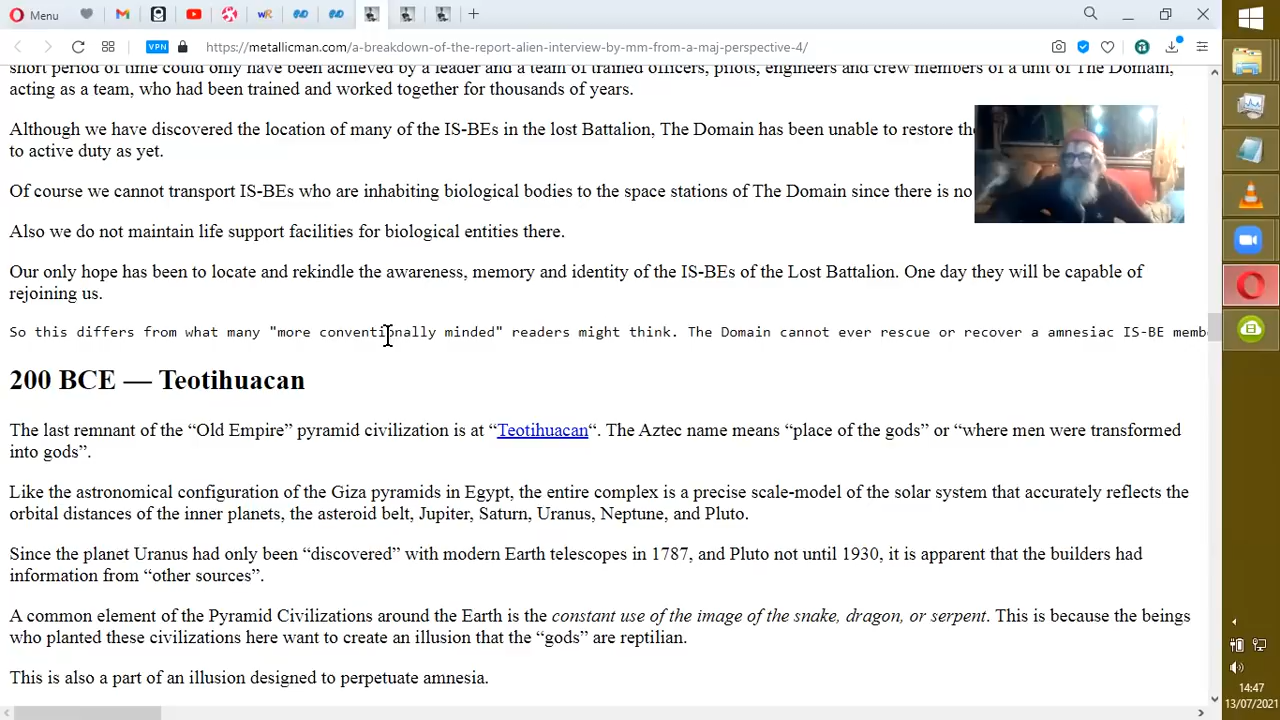 Menu
VPN
https://metallicman.com/a-breakdown-of-the-report-alien-interview-by-mm-from-a-maj-perspective-4/
short period of time could only have been achieved by a leader and a team of trained officers, pilots, engineers and crew members of a unit of The Domain,
acting as a team, who had been trained and worked together for thousands of years.
Although we have discovered the location of many of the IS-BEs in the lost Battalion, The Domain has been unable to restore
to active duty as yet.
Of course we cannot transport IS-BEs who are inhabiting biological bodies to the space stations of The Domain since there is no
Also we do not maintain life support facilities for biological entities there.
Our only hope has been to locate and rekindle the awareness, memory and identity of the IS-BEs of the Lost Battalion. One day they will be capable of
rejoining us.
So this differs from what many "more conventionally minded" readers might think. The Domain cannot ever rescue or recover a amnesiac IS-BE memb
200 BCE — Teotihuacan
The last remnant of the “Old Empire” pyramid civilization is at “Teotihuacan“. The Aztec name means “place of the gods” or “where men were transformed
into gods”.
Like the astronomical configuration of the Giza pyramids in Egypt, the entire complex is a precise scale-model of the solar system that accurately reflects the
orbital distances of the inner planets, the asteroid belt, Jupiter, Saturn, Uranus, Neptune, and Pluto.
Since the planet Uranus had only been “discovered” with modern Earth telescopes in 1787, and Pluto not until 1930, it is apparent that the builders had
information from “other sources”.
A common element of the Pyramid Civilizations around the Earth is the constant use of the image of the snake, dragon, or serpent. This is because the beings
who planted these civilizations here want to create an illusion that the “gods” are reptilian.
This is also a part of an illusion designed to perpetuate amnesia.
14:47
13/07/2021